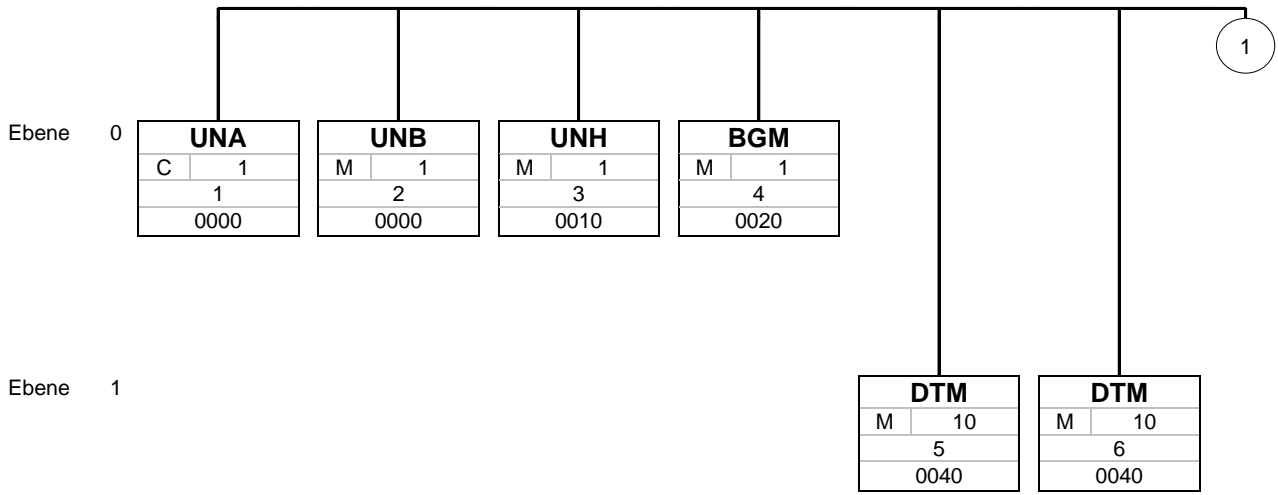 1
Ebene 0
UNA UNB UNH BGM
C 1 M 1 M 1 M 1
1 2 3 4
0000 0000 0010 0020
Ebene 1
DTM DTM
M 10 M 10
5 6
0040 0040